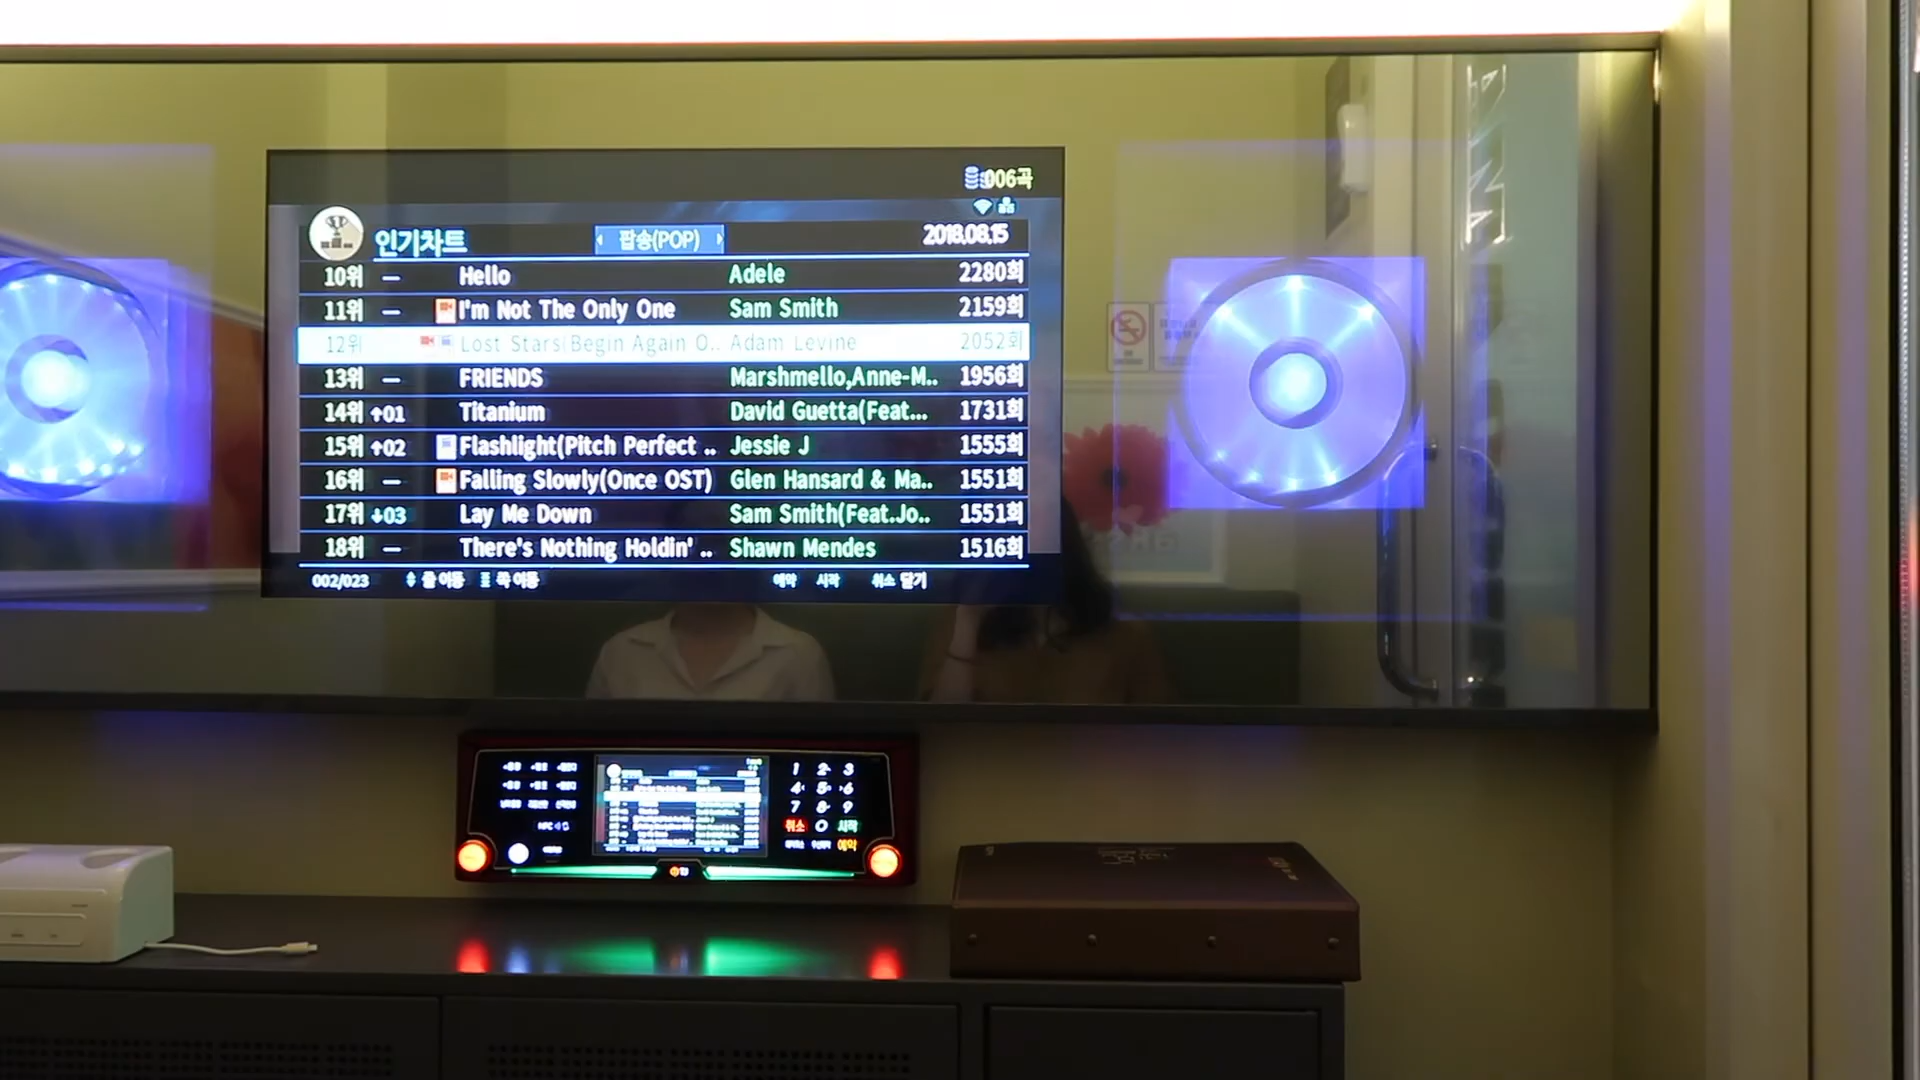 006곡
인기차트 팝송(POP) 2018.08.15
10위 — Hello Adele 2280회
11위 — I'm Not The Only One Sam Smith 2159회
12위 Lost Stars(Begin Again O.. Adam Levine 2052회
13위 — FRIENDS Marshmello,Anne-M.. 1956회
14위 ↑01 Titanium David Guetta(Feat... 1731회
15위 ↑02 Flashlight(Pitch Perfect .. Jessie J 1555회
16위 — Falling Slowly(Once OST) Glen Hansard & Ma.. 1551회
17위 ↓03 Lay Me Down Sam Smith(Feat.Jo.. 1551회
18위 — There's Nothing Holdin' .. Shawn Mendes 1516회
002/023 줄 이동 쪽 이동 예약 시작 취소 닫기
1 2 3
4 5 6
7 8 9
취소 0 시작
예약